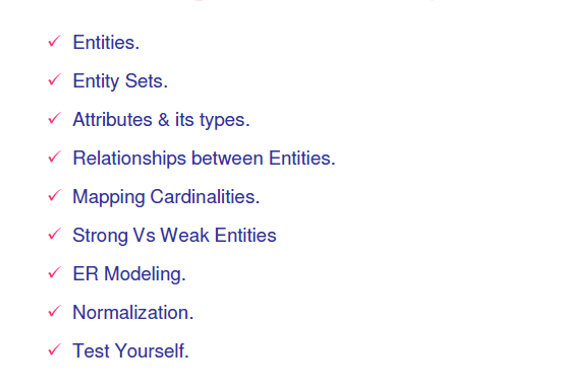 ✓ Entities.
✓ Entity Sets.
✓ Attributes & its types.
✓ Relationships between Entities.
✓ Mapping Cardinalities.
✓ Strong Vs Weak Entities
✓ ER Modeling.
✓ Normalization.
✓ Test Yourself.